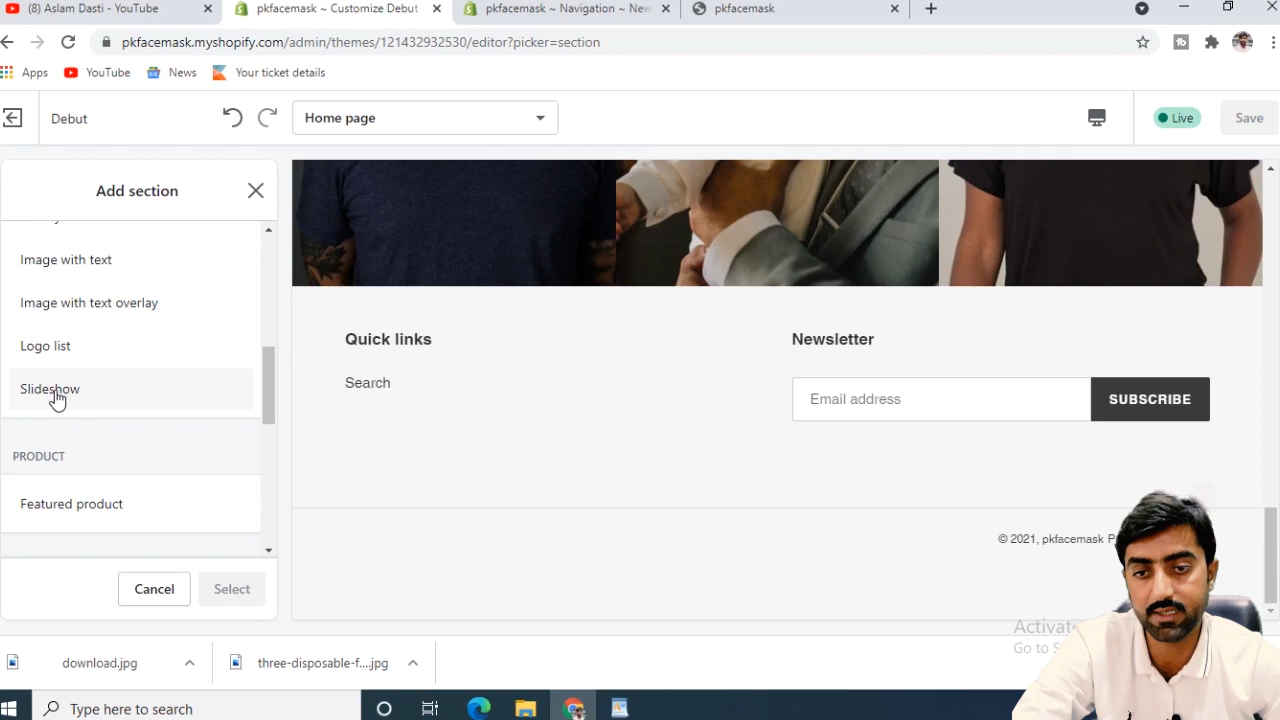 (8) Aslam Dasti - YouTube
pkfacemask ~ Customize Debut
pkfacemask ~ Navigation ~ New
pkfacemask
pkfacemask.myshopify.com/admin/themes/121432932530/editor?picker=section
Apps
YouTube
News
Your ticket details
Debut
Home page
Live
Save
Add section
Image with text
Image with text overlay
Logo list
Slideshow
PRODUCT
Featured product
Cancel
Select
Quick links
Newsletter
Search
Email address
SUBSCRIBE
© 2021, pkfacemask
Activate
Go to
download.jpg
three-disposable-f....jpg
Type here to search